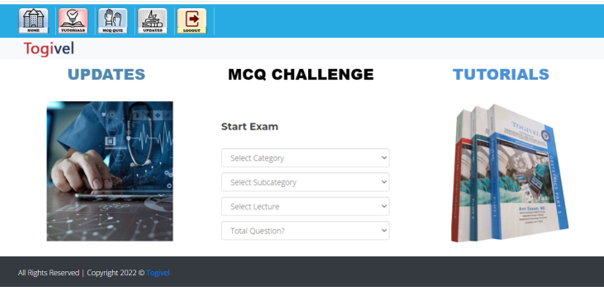 HOME
TUTORIALS
MCQ QUIZ
UPDATES
LOGOUT
Togivel
UPDATES
MCQ CHALLENGE
TUTORIALS
Start Exam
Select Category
Select Subcategory
Select Lecture
Total Question?
TOGIVEL
All Rights Reserved | Copyright 2022 © Togivel